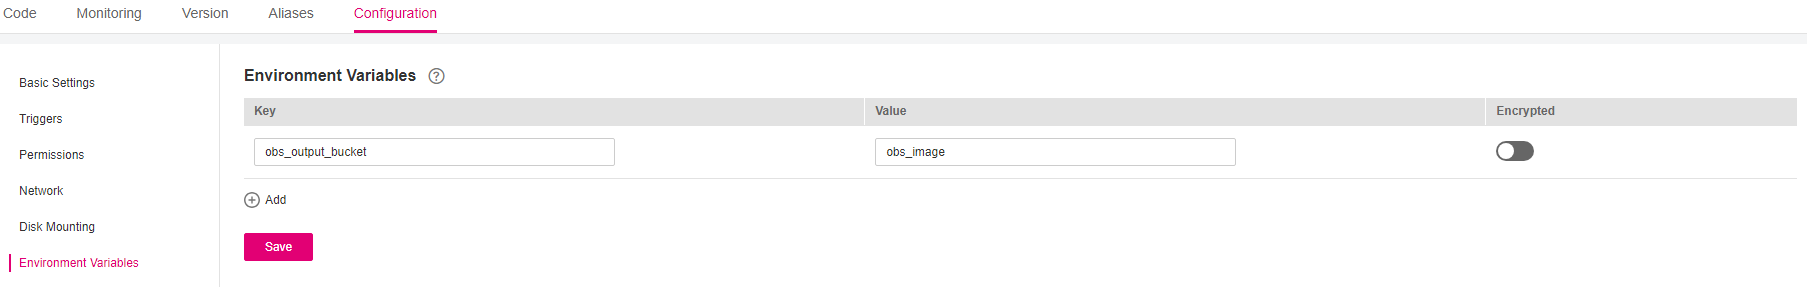 Code Monitoring Version Aliases Configuration
Basic Settings
Triggers
Permissions
Network
Disk Mounting
Environment Variables
Environment Variables ?
Key Value Encrypted
obs_output_bucket obs_image
Add
Save